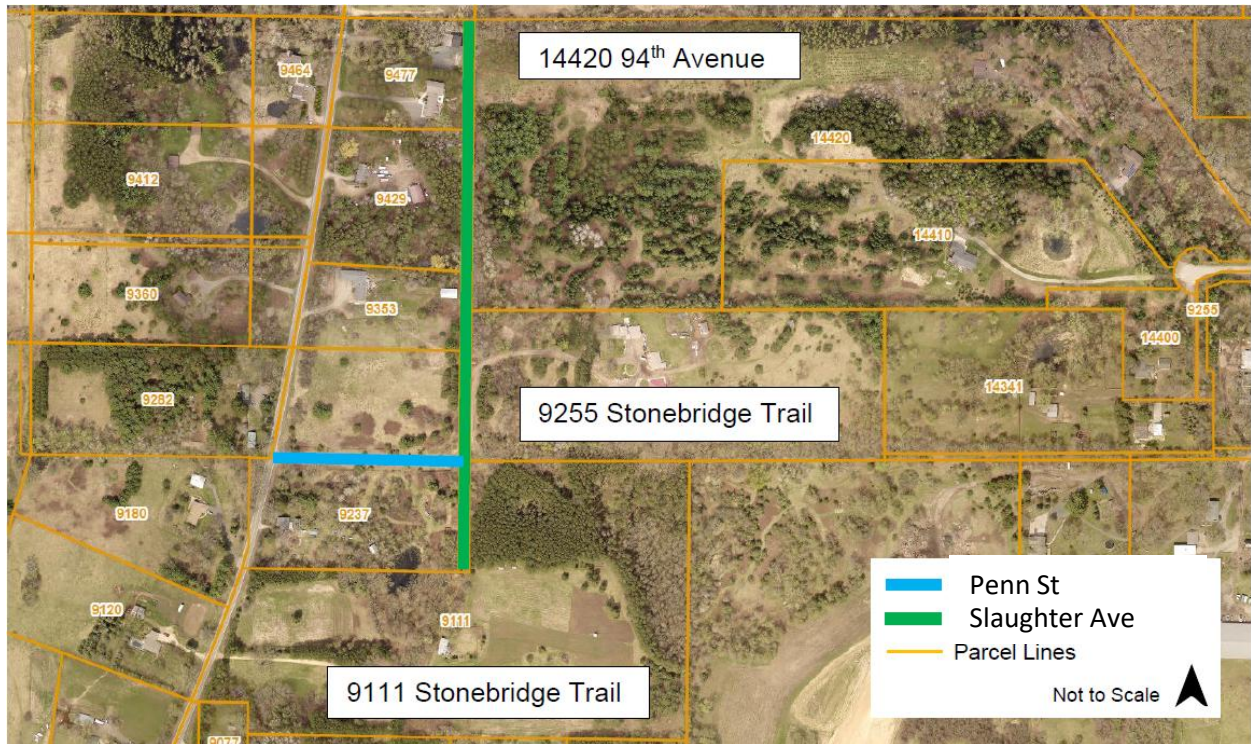 14420 94th Avenue
9464
9477
14420
9412
9429
14410
9360
9353
9255
14400
14341
9282
9255 Stonebridge Trail
9180
9237
9120
9111
9111 Stonebridge Trail
9077
Penn St
Slaughter Ave
Parcel Lines
Not to Scale